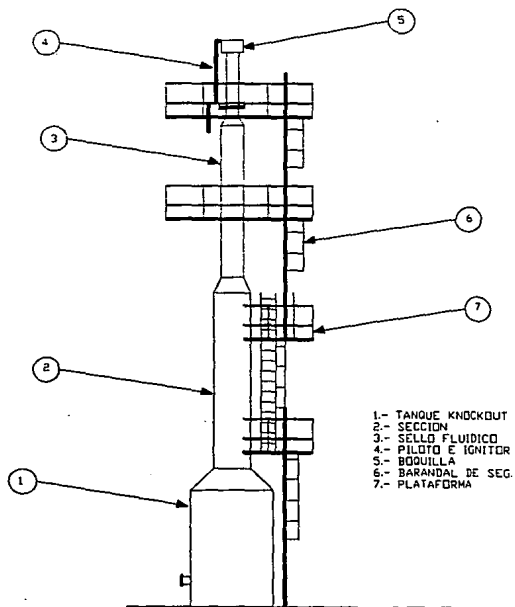 5
4
3
6
7
2
1
1.- TANQUE KNOCKOUT
2.- SECCION
3.- SELLO FLUIDICO
4.- PILOTO E IGNITOR
5.- BOQUILLA
6.- BARANDAL DE SEG.
7.- PLATAFORMA